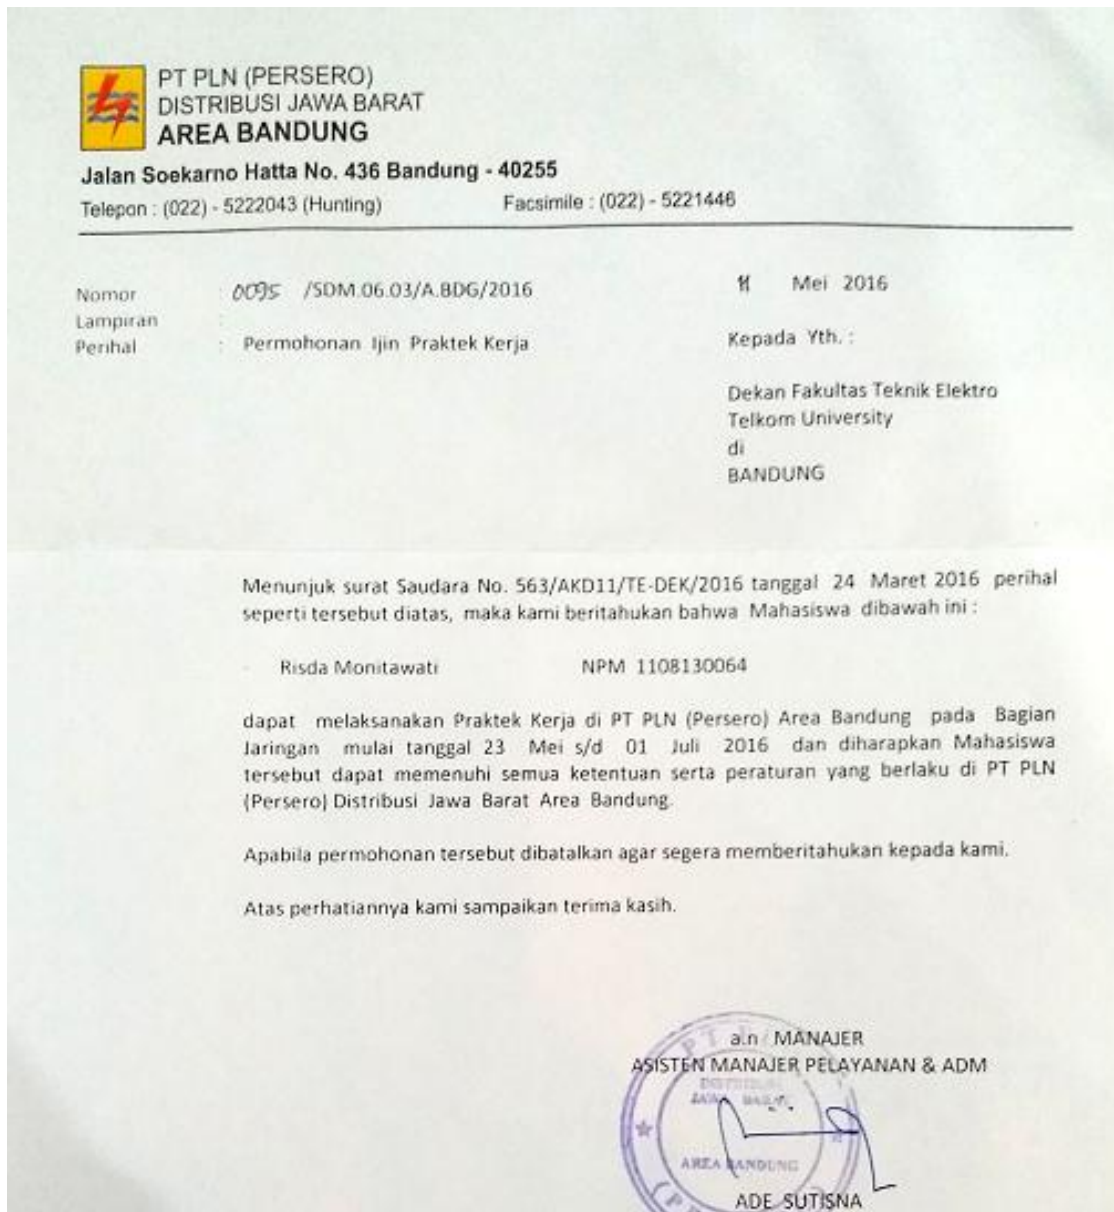 PT PLN (PERSERO)
DISTRIBUSI JAWA BARAT
AREA BANDUNG
Jalan Soekarno Hatta No. 436 Bandung - 40255
Telepon : (022) - 5222043 (Hunting) Facsimile : (022) - 5221446
Nomor : 0095 /SDM.06.03/A.BDG/2016
Lampiran :
Perihal : Permohonan Ijin Praktek Kerja
Mei 2016
Kepada Yth. :
Dekan Fakultas Teknik Elektro
Telkom University
di
BANDUNG
Menunjuk surat Saudara No. 563/AKD11/TE-DEK/2016 tanggal 24 Maret 2016 perihal
seperti tersebut diatas, maka kami beritahukan bahwa Mahasiswa dibawah ini :
- Risda Monitawati NPM 1108130064
dapat melaksanakan Praktek Kerja di PT PLN (Persero) Area Bandung pada Bagian
Jaringan mulai tanggal 23 Mei s/d 01 Juli 2016 dan diharapkan Mahasiswa
tersebut dapat memenuhi semua ketentuan serta peraturan yang berlaku di PT PLN
(Persero) Distribusi Jawa Barat Area Bandung.
Apabila permohonan tersebut dibatalkan agar segera memberitahukan kepada kami.
Atas perhatiannya kami sampaikan terima kasih.
a.n MANAJER
ASISTEN MANAJER PELAYANAN & ADM
DISTRIBUSI
JAWA BARAT
AREA BANDUNG
ADE SUTISNA